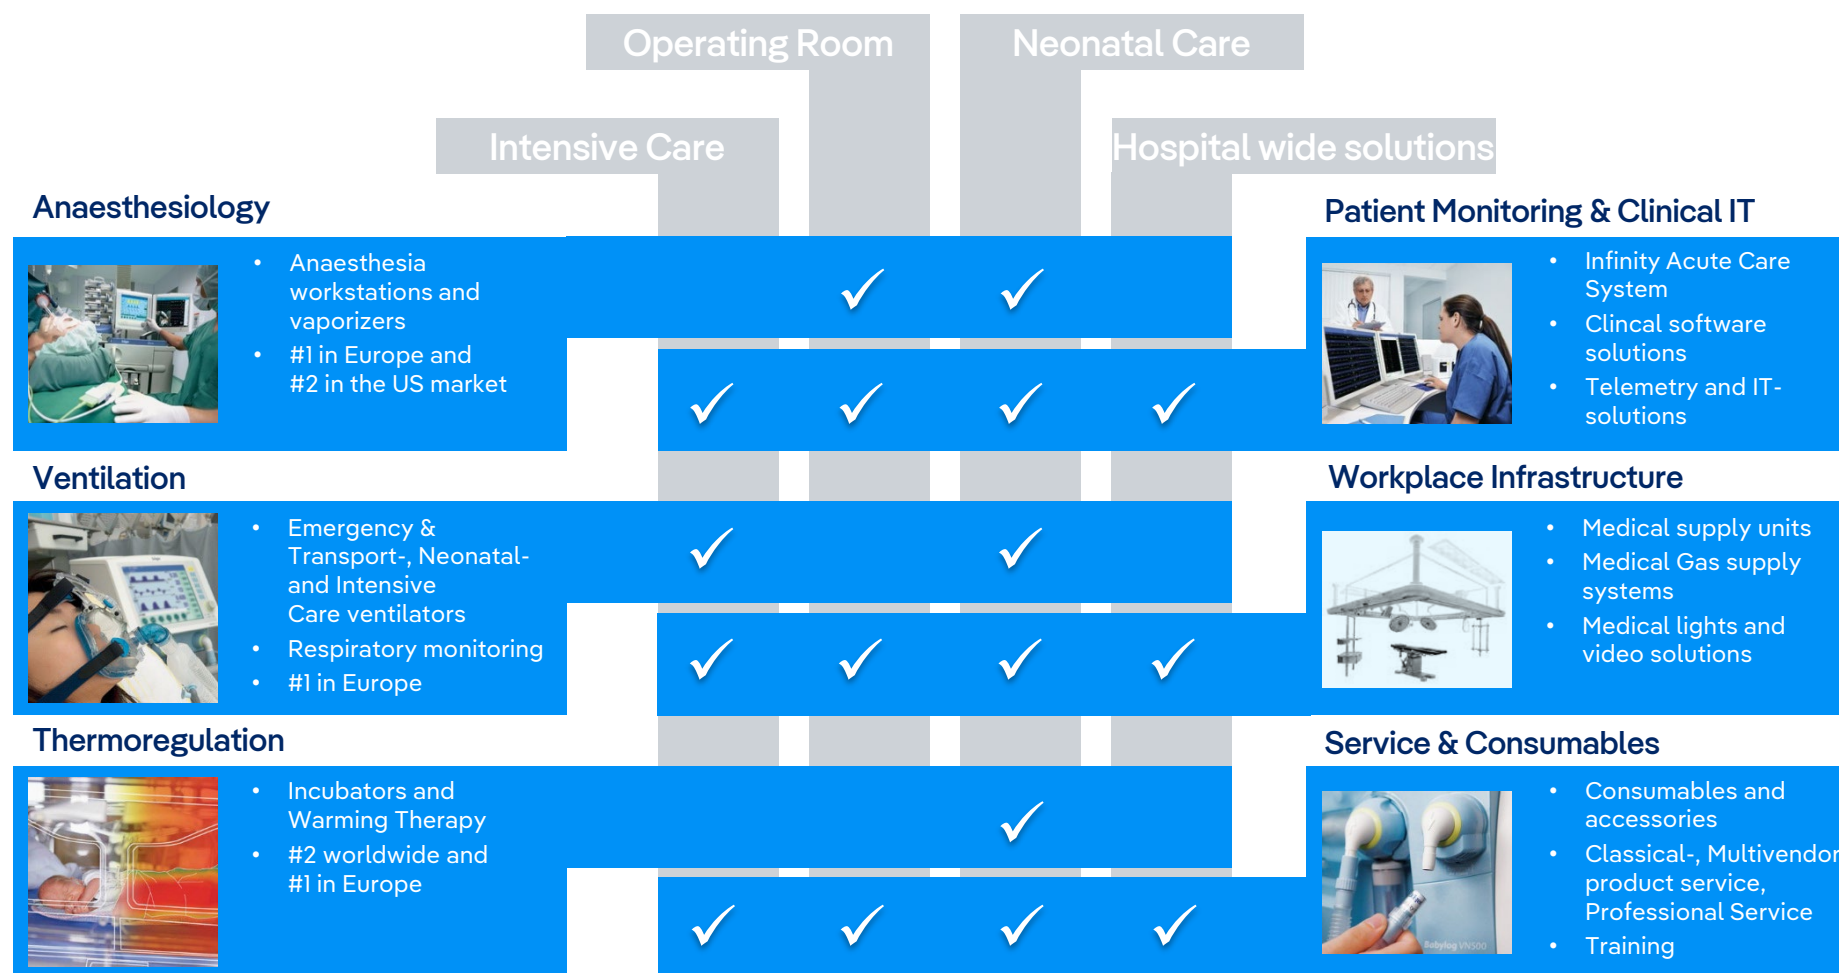 Operating Room
Neonatal Care
Intensive Care
Hospital wide solutions
Anaesthesiology
• Anaesthesia
workstations and
vaporizers
• #1 in Europe and
#2 in the US market
Patient Monitoring & Clinical IT
• Infinity Acute Care
System
• Clincal software
solutions
• Telemetry and IT-
solutions
Ventilation
• Emergency &
Transport-, Neonatal-
and Intensive
Care ventilators
• Respiratory monitoring
• #1 in Europe
Workplace Infrastructure
• Medical supply units
• Medical Gas supply
systems
• Medical lights and
video solutions
Thermoregulation
• Incubators and
Warming Therapy
• #2 worldwide and
#1 in Europe
Service & Consumables
• Consumables and
accessories
• Classical-, Multivendor
product service,
Professional Service
• Training
Babylog VN500